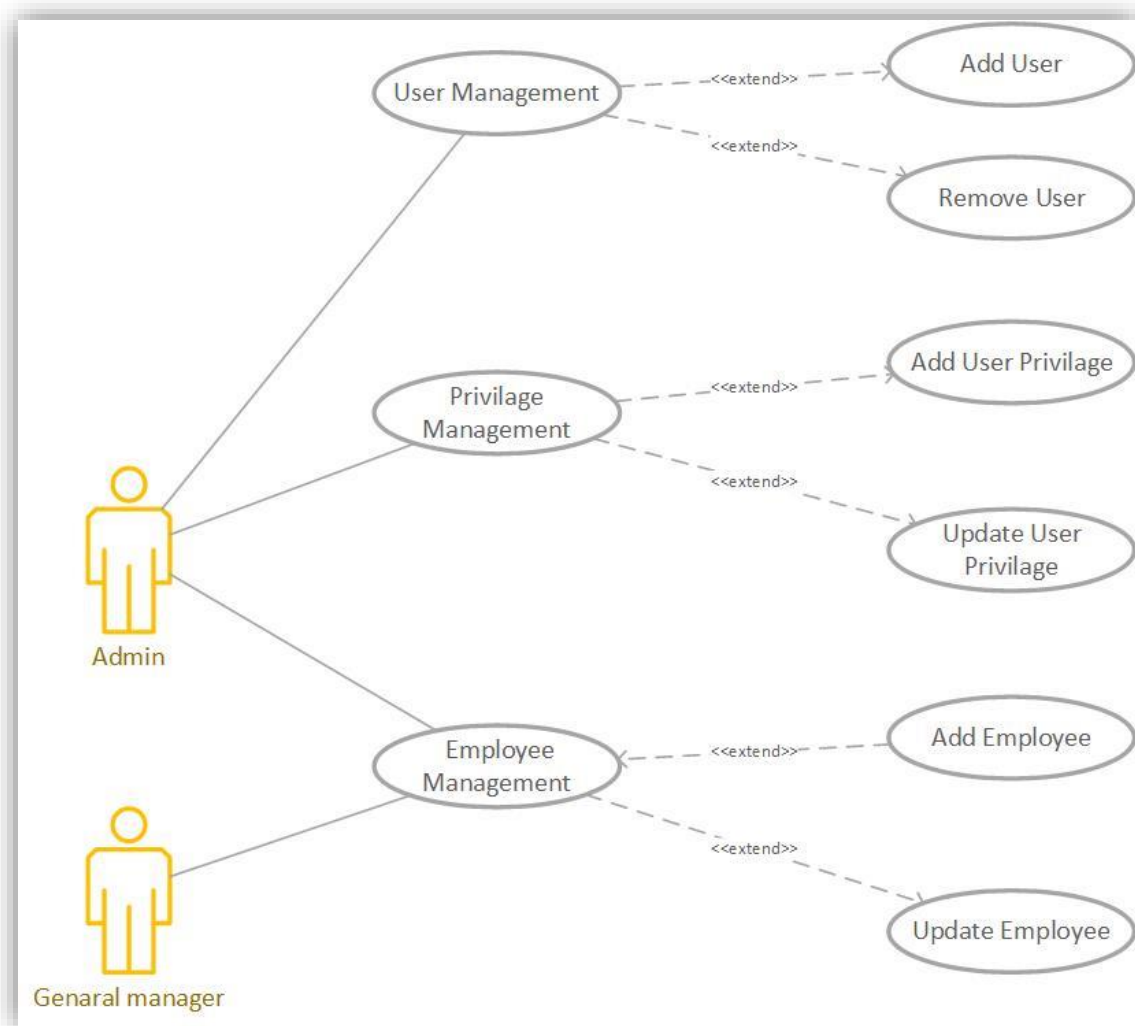 User Management
<<extend>>
Add User
<<extend>>
Remove User
Privilage
Management
<<extend>>
Add User Privilage
<<extend>>
Update User
Privilage
Admin
Employee
Management
<<extend>>
Add Employee
<<extend>>
Update Employee
Genaral manager